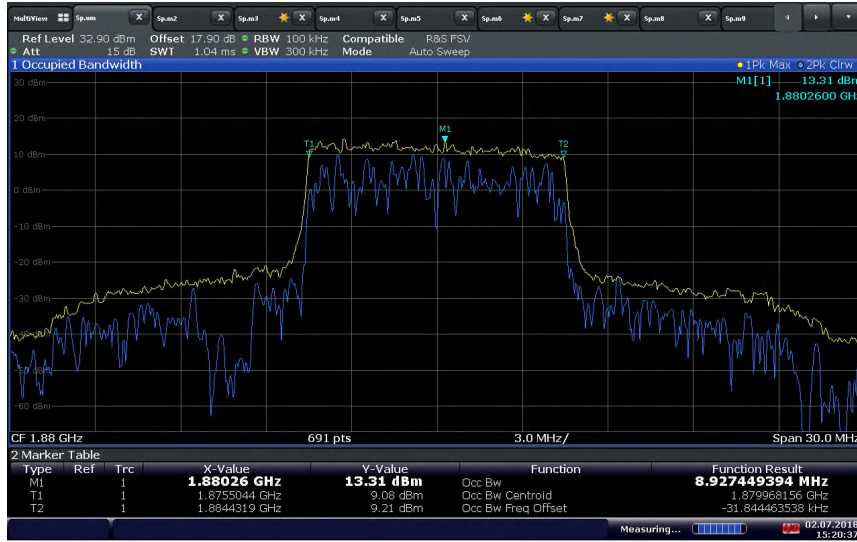 MultiView Sp.um X Sp.m2 X Sp.m3 X Sp.m4 X Sp.m5 X Sp.m6 X Sp.m7 X Sp.m8 X Sp.m9
Ref Level 32.90 dBm Offset 17.90 dB RBW 100 kHz Compatible R&S FSV
Att 15 dB SWT 1.04 ms VBW 300 kHz Mode Auto Sweep
1 Occupied Bandwidth 1Pk Max 2Pk Clrw
M1[1] 13.31 dBm
1.8802600 GH
30 dBm
20 dBm
M1
T1 T2
10 dBm
0 dBm
-10 dBm
-20 dBm
-30 dBm
-60 dBm
CF 1.88 GHz 691 pts 3.0 MHz/ Span 30.0 MHz
2 Marker Table
Type Ref Trc X-Value Y-Value Function Function Result
M1 1 1.88026 GHz 13.31 dBm Occ Bw 8.927449394 MHz
T1 1 1.8755044 GHz 9.08 dBm Occ Bw Centroid 1.879968156 GHz
T2 1 1.8844319 GHz 9.21 dBm Occ Bw Freq Offset -31.844463538 kHz
Measuring... 02.07.2018
15:20:37